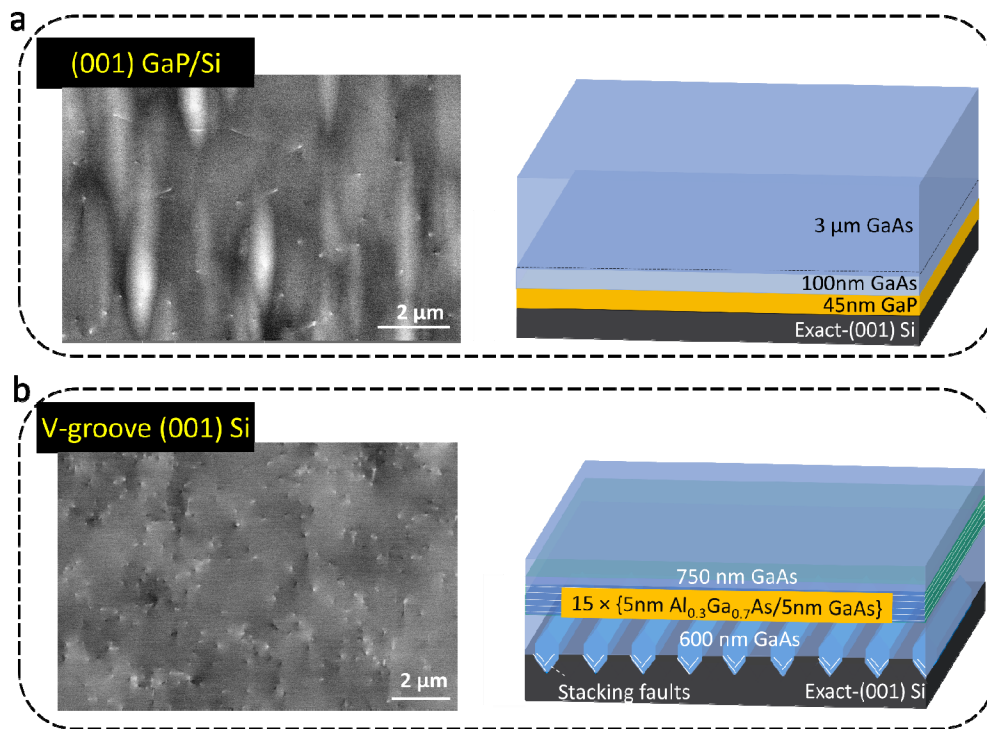 a
(001) GaP/Si
2 μm
3 μm GaAs
100nm GaAs
45nm GaP
Exact-(001) Si
b
V-groove (001) Si
2 μm
750 nm GaAs
15 × {5nm Al₀.₃Ga₀.₇As/5nm GaAs}
600 nm GaAs
Stacking faults
Exact-(001) Si